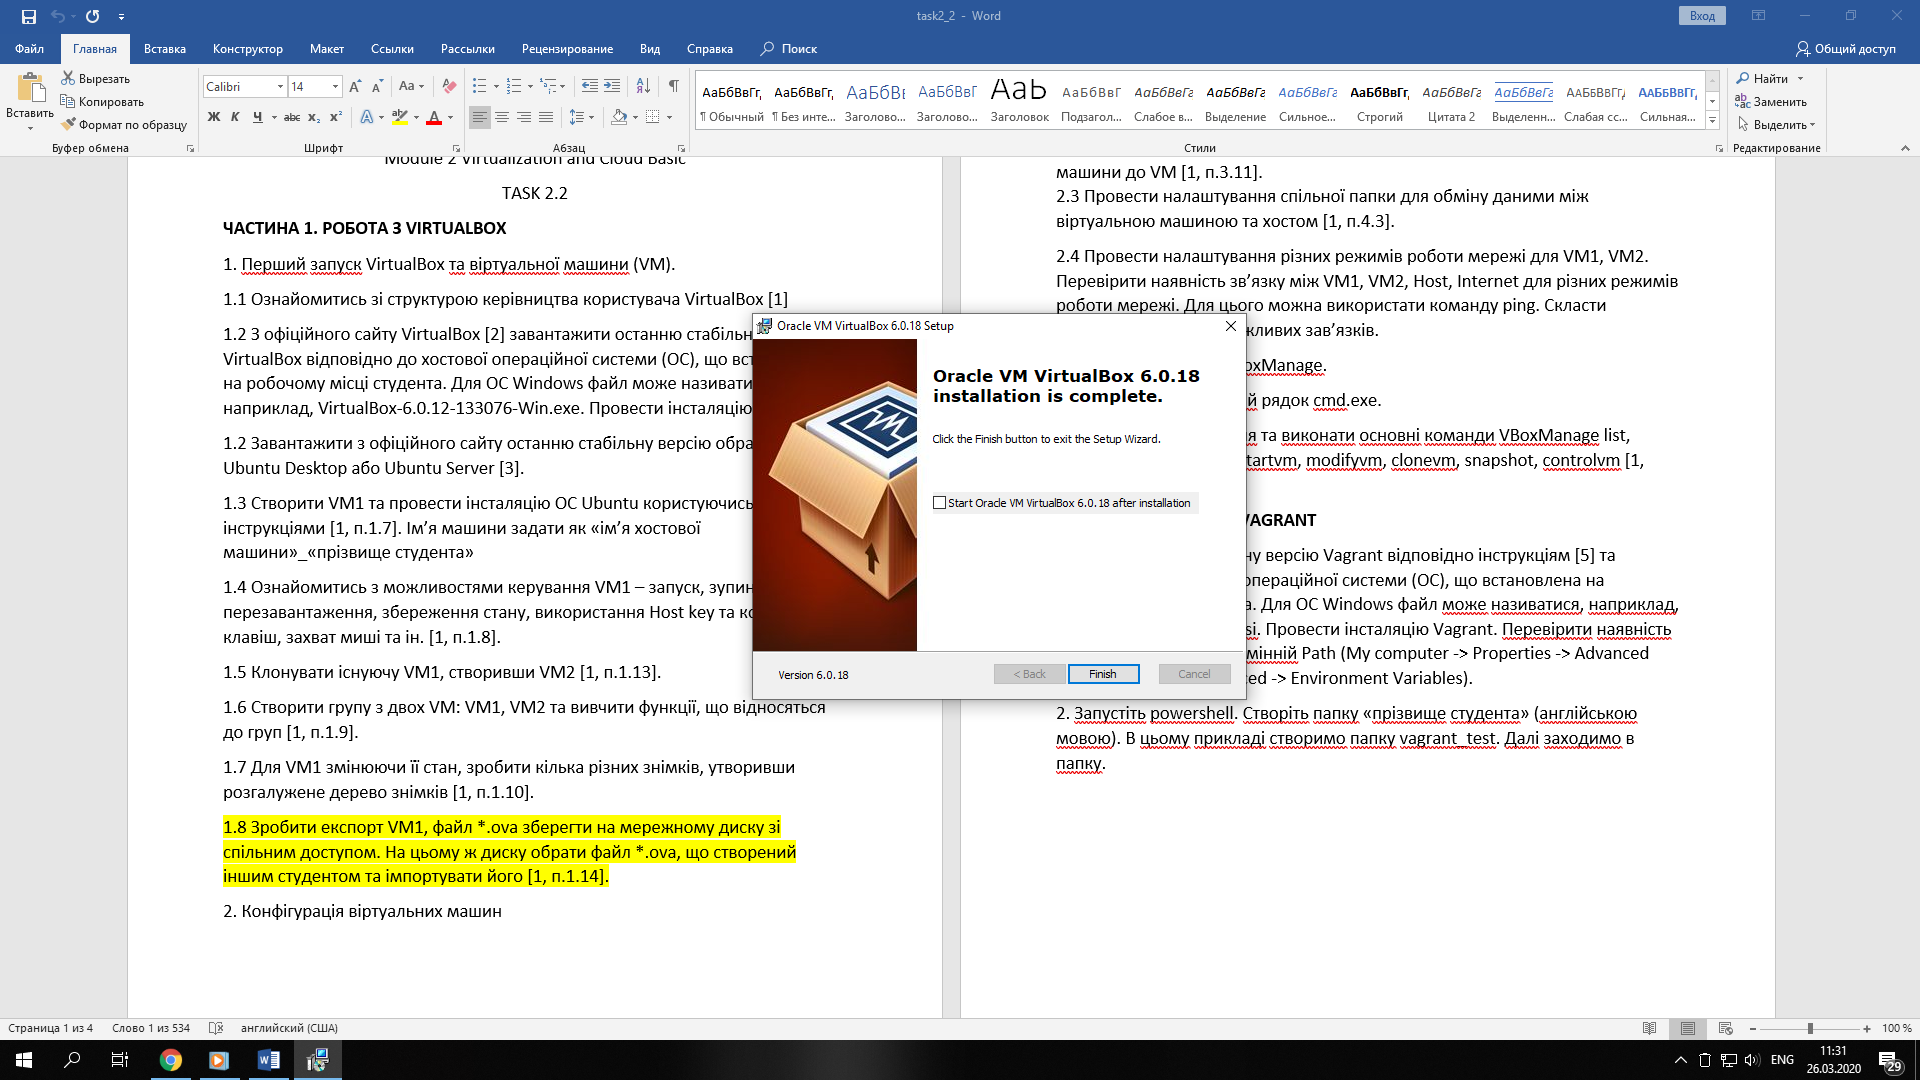 task2_2 - Word
Вход
Файл
Главная
Вставка
Конструктор
Макет
Ссылки
Рассылки
Рецензирование
Вид
Справка
Поиск
Общий доступ
Вставить
Вырезать
Копировать
Формат по образцу
Буфер обмена
Calibri
14
Шрифт
Абзац
АаБбВвГг,
¶ Обычный
АаБбВвГг,
¶ Без инте...
Заголово...
Заголово...
Заголовок
Подзагол...
Слабое в...
Выделение
Сильное...
Строгий
Цитата 2
Выделенн...
Слабая сс...
Сильная...
Стили
Найти
Заменить
Выделить
Редактирование
Module 2 Virtualization and Cloud Basic
TASK 2.2
ЧАСТИНА 1. РОБОТА З VIRTUALBOX
1. Перший запуск VirtualBox та віртуальної машини (VM).
1.1 Ознайомитись зі структурою керівництва користувача VirtualBox [1]
1.2 З офіційного сайту VirtualBox [2] завантажити останню стабільн
VirtualBox відповідно до хостової операційної системи (ОС), що вст
на робочому місці студента. Для ОС Windows файл може називати
наприклад, VirtualBox-6.0.12-133076-Win.exe. Провести інсталяцію
1.2 Завантажити з офіційного сайту останню стабільну версію обра
Ubuntu Desktop або Ubuntu Server [3].
1.3 Створити VM1 та провести інсталяцію ОС Ubuntu користуючись
інструкціями [1, п.1.7]. Ім’я машини задати як «ім’я хостової
машини»_«прізвище студента»
1.4 Ознайомитись з можливостями керування VM1 – запуск, зупин
перезавантаження, збереження стану, використання Host key та ко
клавіш, захват миші та ін. [1, п.1.8].
1.5 Клонувати існуючу VM1, створивши VM2 [1, п.1.13].
1.6 Створити групу з двох VM: VM1, VM2 та вивчити функції, що відносяться
до груп [1, п.1.9].
1.7 Для VM1 змінюючи її стан, зробити кілька різних знімків, утворивши
розгалужене дерево знімків [1, п.1.10].
1.8 Зробити експорт VM1, файл *.ova зберегти на мережному диску зі
спільним доступом. На цьому ж диску обрати файл *.ova, що створений
іншим студентом та імпортувати його [1, п.1.14].
2. Конфігурація віртуальних машин
машини до VM [1, п.3.11].
2.3 Провести налаштування спільної папки для обміну даними між
віртуальною машиною та хостом [1, п.4.3].
2.4 Провести налаштування різних режимів роботи мережі для VM1, VM2.
Перевірити наявність зв’язку між VM1, VM2, Host, Internet для різних режимів
роботи мережі. Для цього можна використати команду ping. Скласти
жливих зав’язків.
oxManage.
й рядок cmd.exe.
я та виконати основні команди VBoxManage list,
tartvm, modifyvm, clonevm, snapshot, controlvm [1,
VAGRANT
ну версію Vagrant відповідно інструкціям [5] та
операційної системи (ОС), що встановлена на
а. Для ОС Windows файл може називатися, наприклад,
si. Провести інсталяцію Vagrant. Перевірити наявність
мінній Path (My computer -> Properties -> Advanced
ed -> Environment Variables).
2. Запустіть powershell. Створіть папку «прізвище студента» (англійською
мовою). В цьому прикладі створимо папку vagrant_test. Далі заходимо в
папку.
Oracle VM VirtualBox 6.0.18 Setup
Oracle VM VirtualBox 6.0.18
installation is complete.
Click the Finish button to exit the Setup Wizard.
Start Oracle VM VirtualBox 6.0.18 after installation
Version 6.0.18
< Back
Finish
Cancel
Страница 1 из 4
Слово 1 из 534
английский (США)
100 %
ENG
11:31
26.03.2020
29